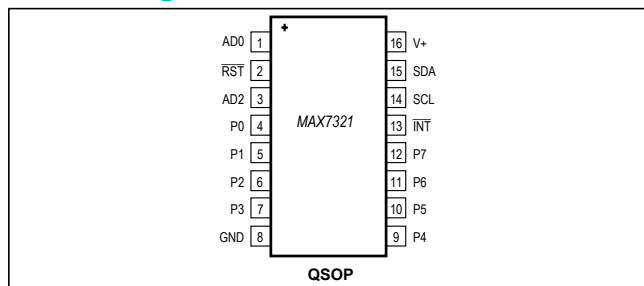 +
AD0 1 16 V+
RST 2 15 SDA
AD2 3 14 SCL
P0 4 MAX7321 13 INT
P1 5 12 P7
P2 6 11 P6
P3 7 10 P5
GND 8 9 P4
QSOP